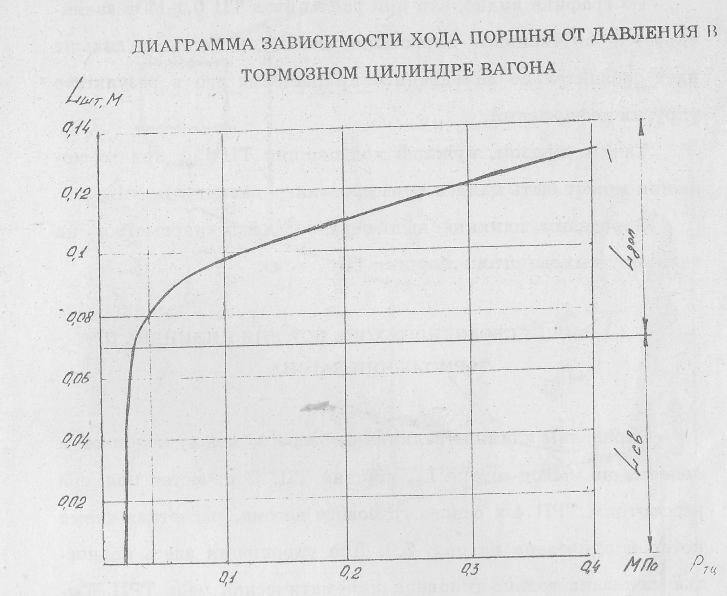 ДИАГРАММА ЗАВИСИМОСТИ ХОДА ПОРШНЯ ОТ ДАВЛЕНИЯ В
ТОРМОЗНОМ ЦИЛИНДРЕ ВАГОНА
Lшт, М
0,14
0,12
0,1
0,08
0,06
0,04
0,02
Lдоп
Lсв
0,1
0,2
0,3
0,4
МПа
Pтц